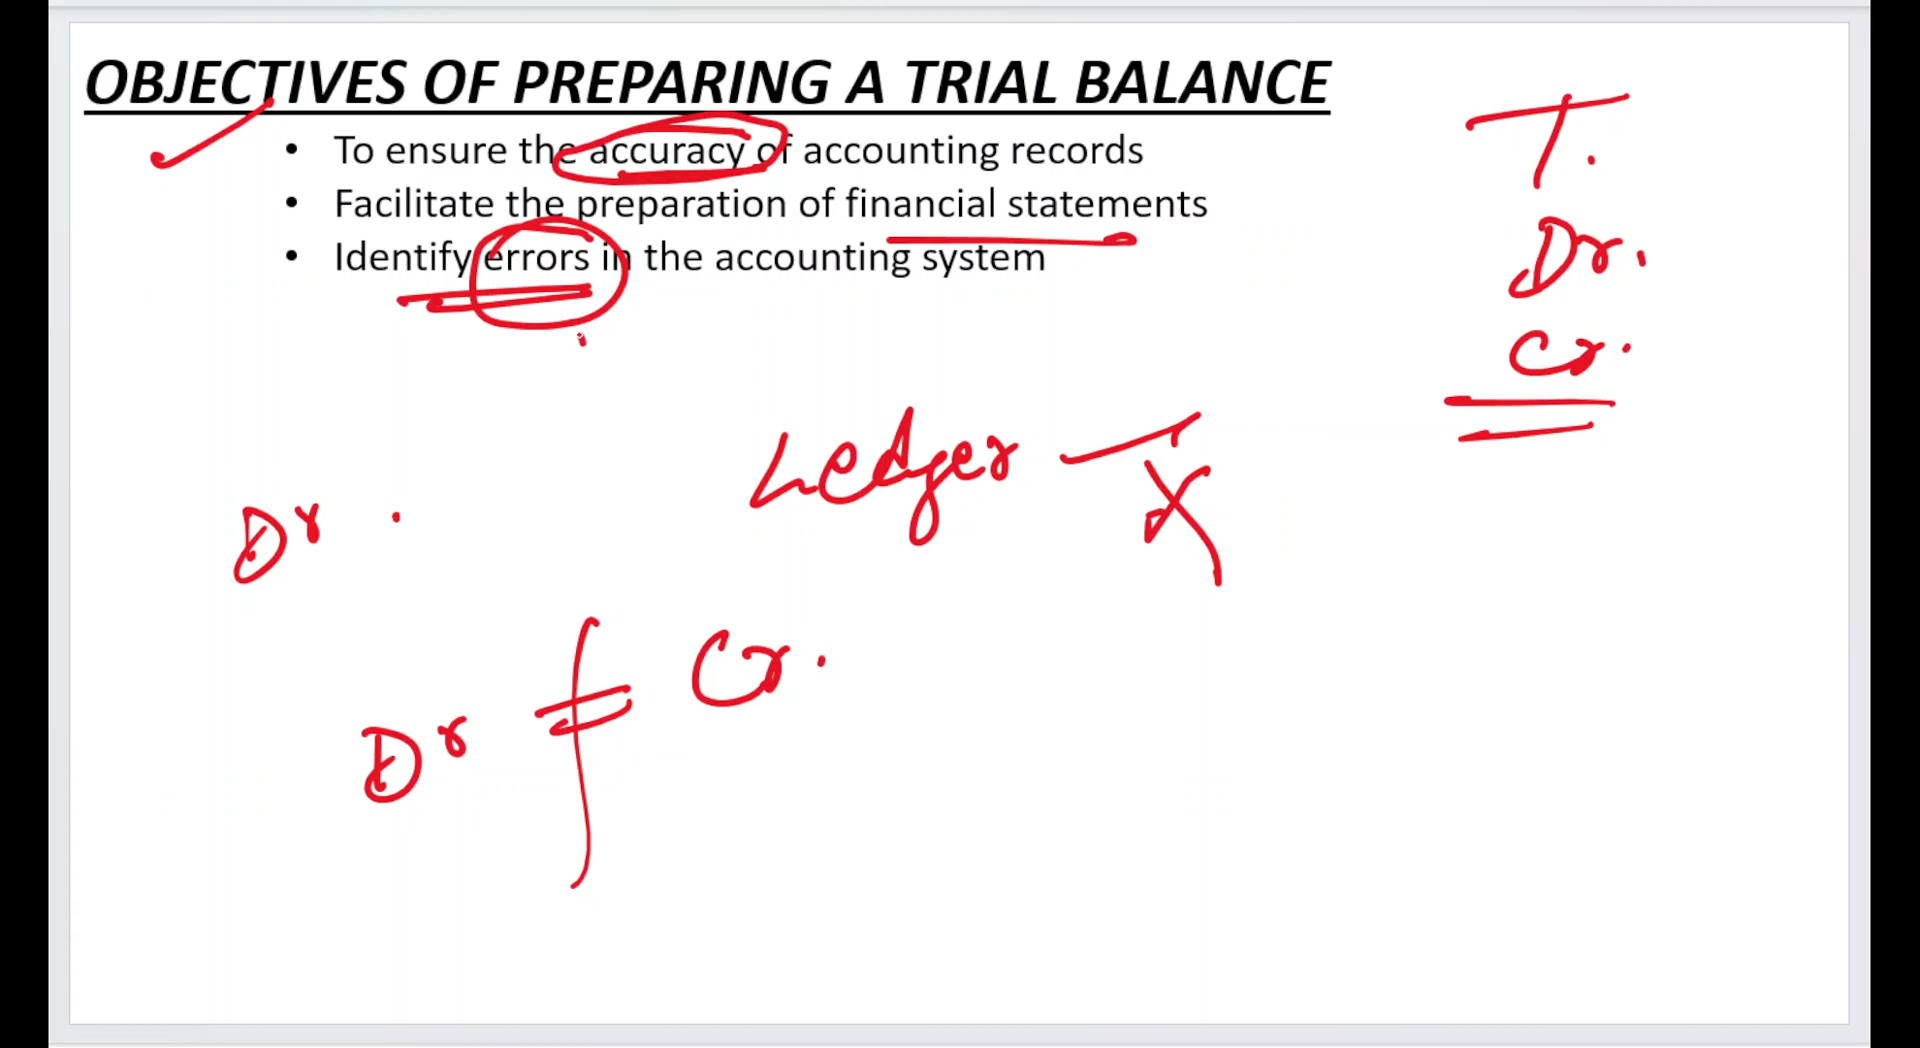 OBJECTIVES OF PREPARING A TRIAL BALANCE
• To ensure the accuracy of accounting records
• Facilitate the preparation of financial statements
• Identify errors in the accounting system
T.
Dr.
Cr.
Ledger
Dr.
Dr ≠ Cr.